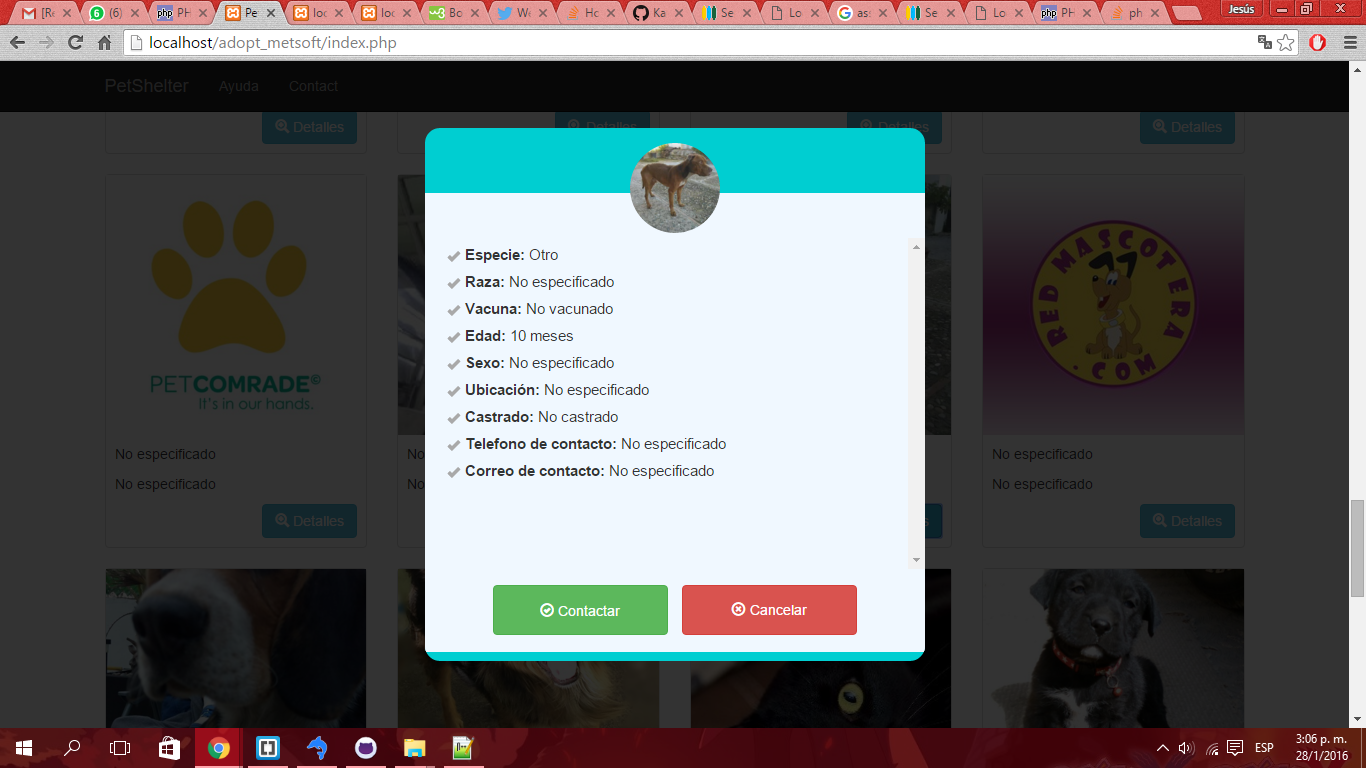 [Re
(6)
php PH
Pe
loc
loc
w3 Bo
We
Ho
Ka
Se
Lo
G as
Se
Lo
php PH
ph
Jesús
localhost/adopt_metsoft/index.php
PetShelter Ayuda Contact
Detalles Detalles Detalles Detalles
PETCOMRADE©
It's in our hands.
RED MASCOTERA
.COM
Especie: Otro
Raza: No especificado
Vacuna: No vacunado
Edad: 10 meses
Sexo: No especificado
Ubicación: No especificado
Castrado: No castrado
Telefono de contacto: No especificado
Correo de contacto: No especificado
No especificado No No especificado
No especificado No No especificado
Detalles s Detalles
Contactar Cancelar
ESP
3:06 p. m.
28/1/2016